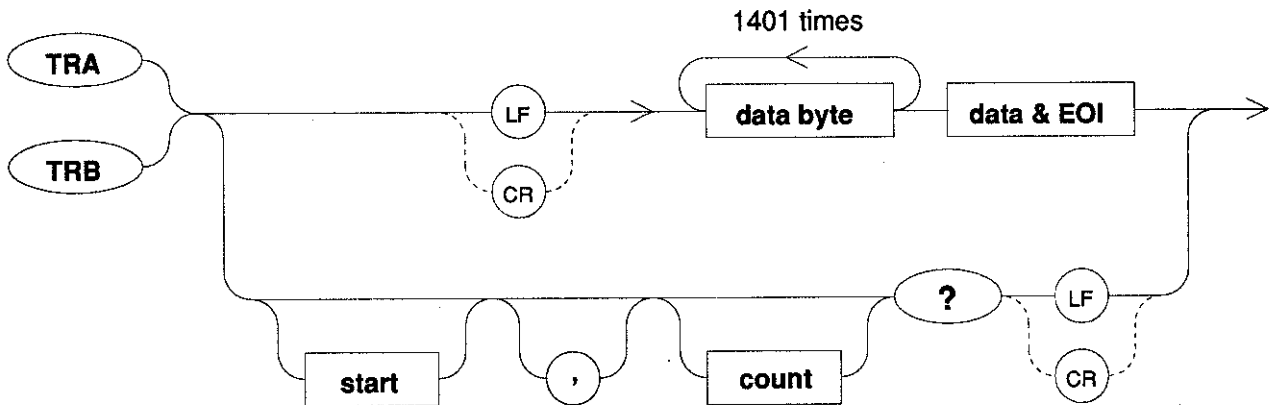 1401 times
TRA
LF
data byte
data & EOI
TRB
CR
?
LF
start
,
count
CR